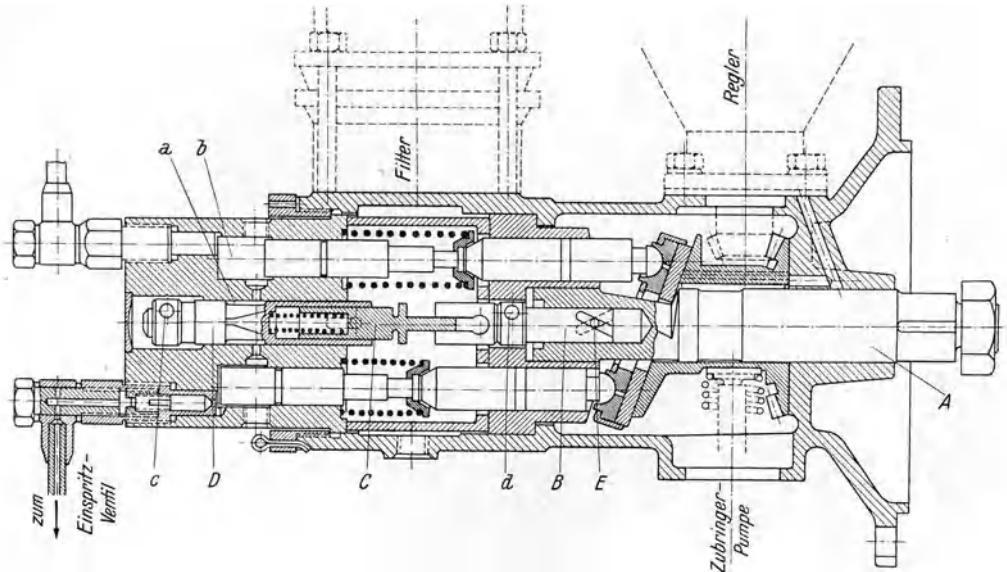 Filter
Regler
a
b
A
c
D
C
d
B
E
zum
Einspritz-
Ventil
Zubringer-
Pumpe